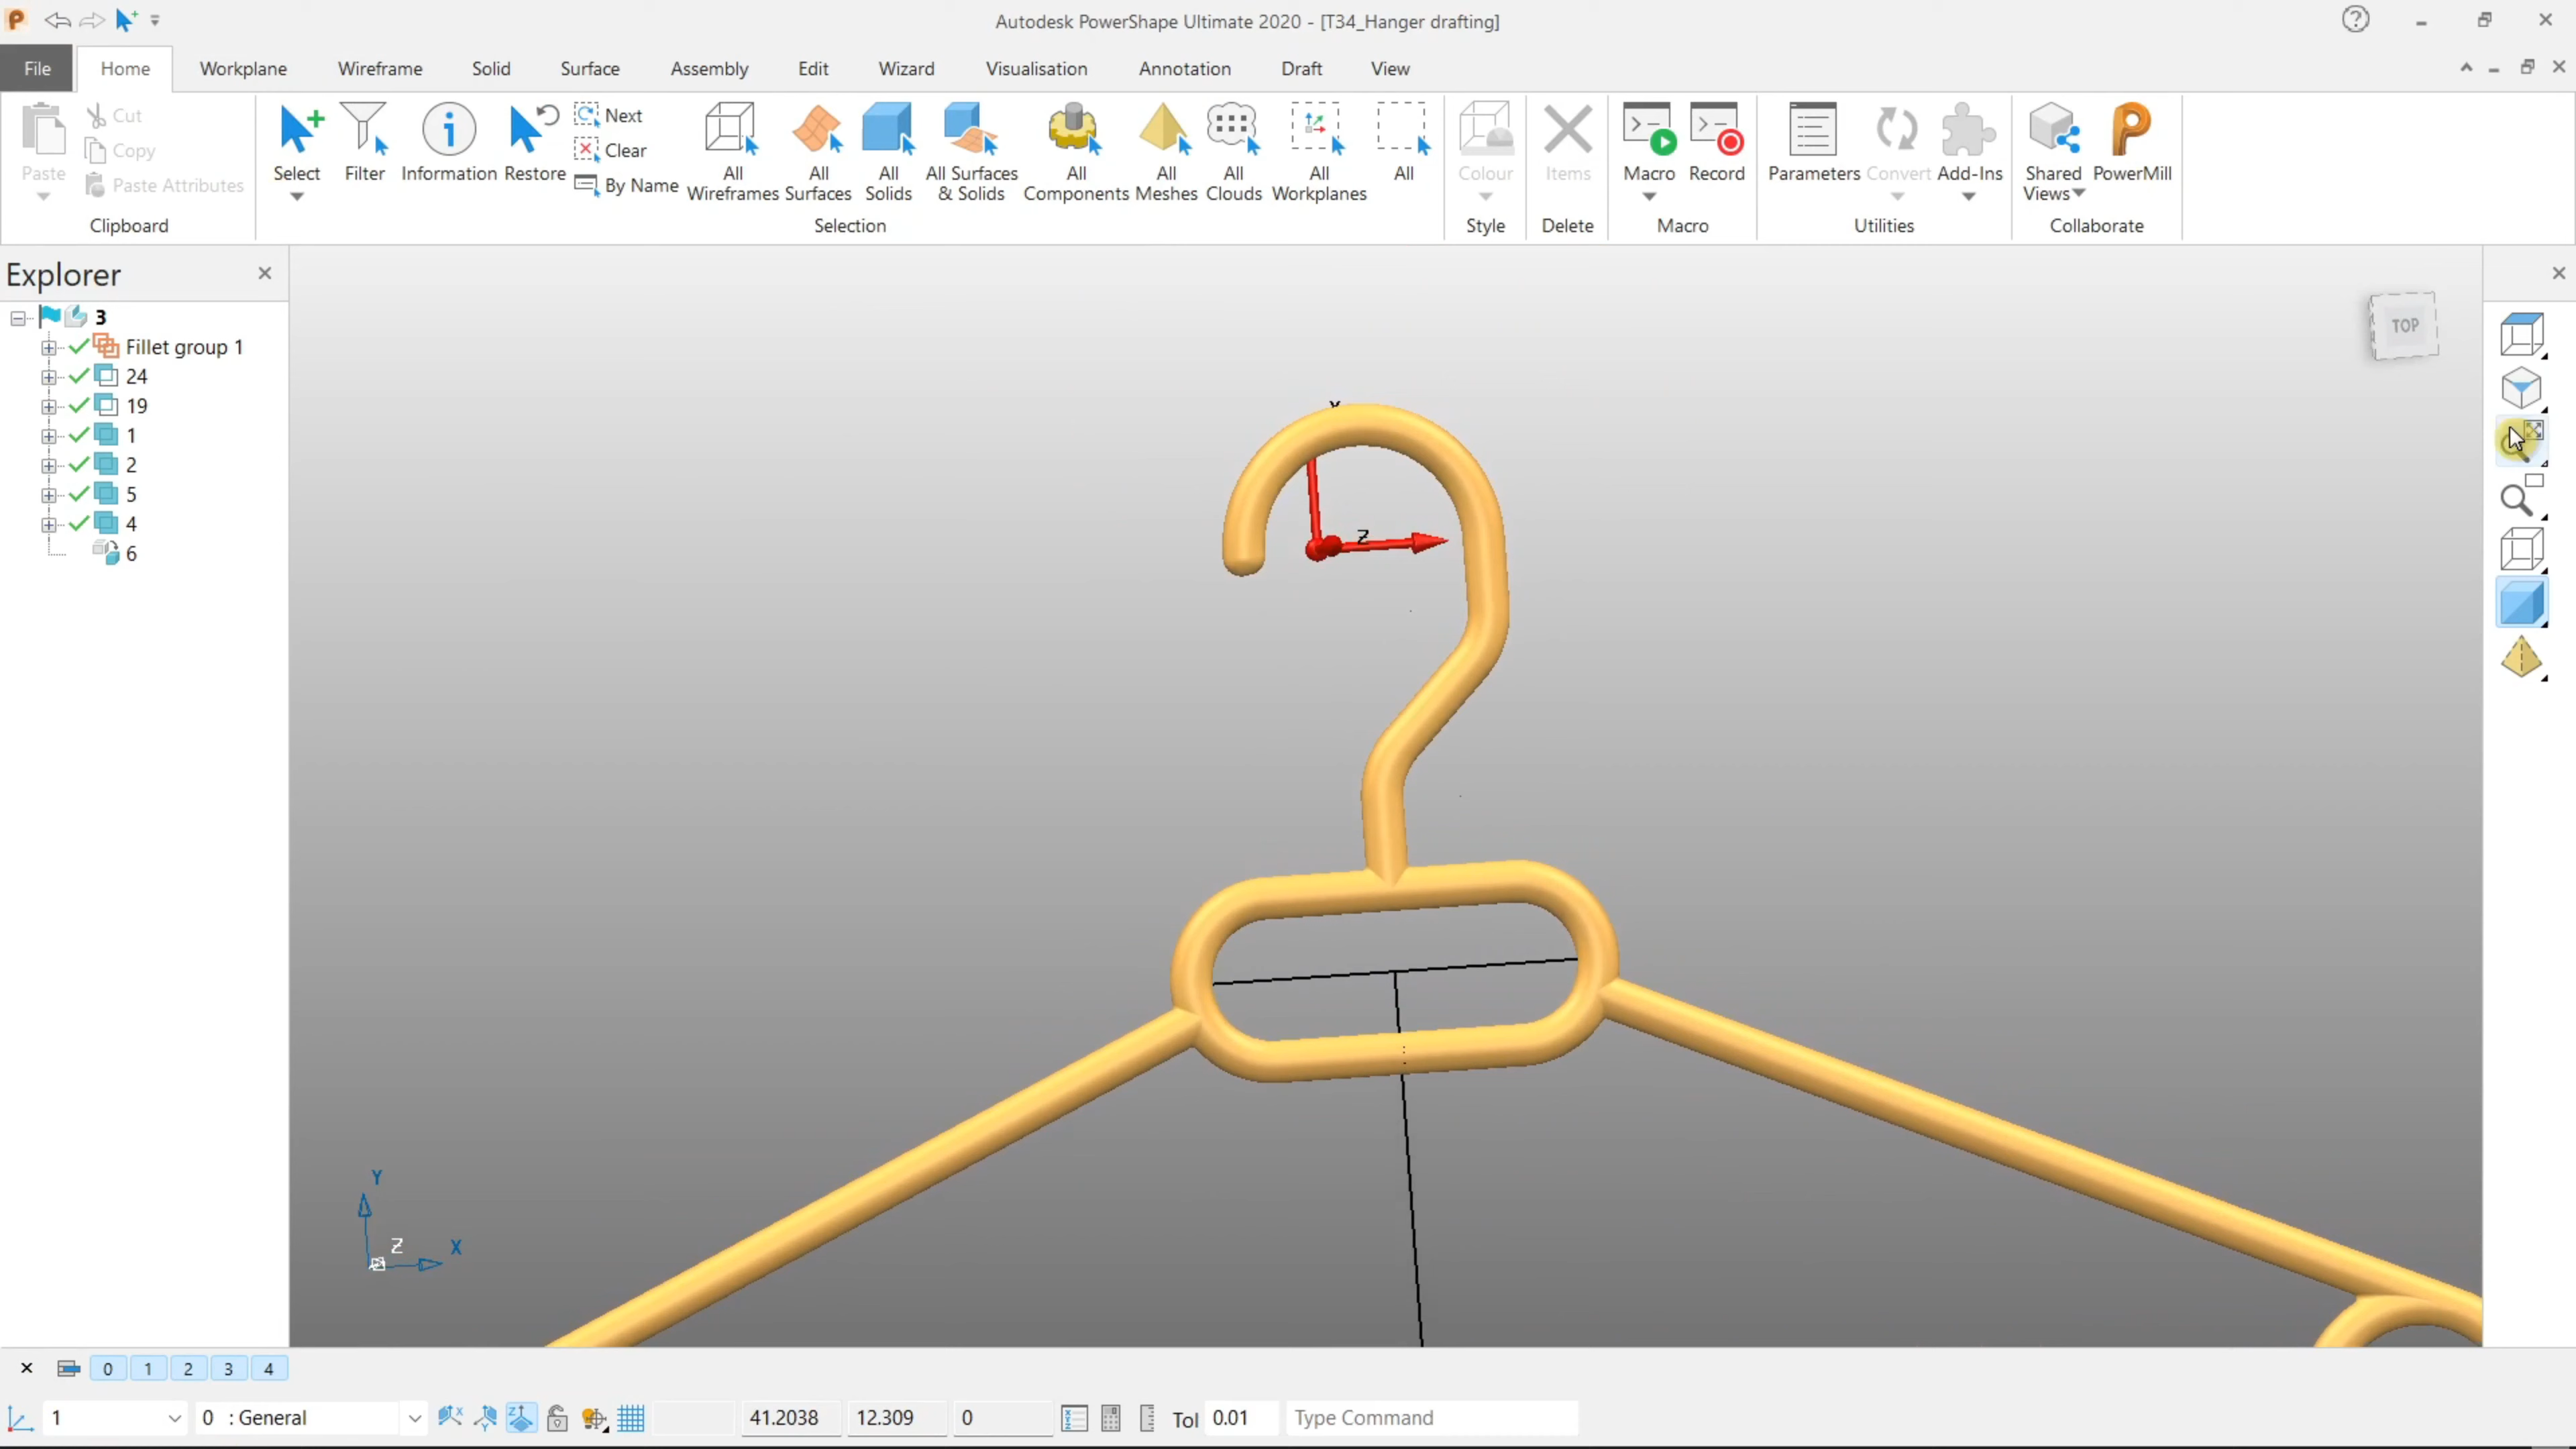 Autodesk PowerShape Ultimate 2020 - [T34_Hanger drafting]
File Home Workplane Wireframe Solid Surface Assembly Edit Wizard Visualisation Annotation Draft View
Paste
Cut
Copy
Paste Attributes
Clipboard
Select
Filter
Information
Restore
Next
Clear
By Name
All Wireframes
All Surfaces
All Solids
All Surfaces & Solids
All Components
All Meshes
All Clouds
All Workplanes
All
Selection
Colour
Style
Items
Delete
Macro
Record
Macro
Parameters
Convert
Add-Ins
Utilities
Shared Views
PowerMill
Collaborate
Explorer
3
Fillet group 1
24
19
1
2
5
4
6
TOP
Z
Y
Z
X
0 1 2 3 4
1
0 : General
41.2038 12.309 0
Tol 0.01
Type Command